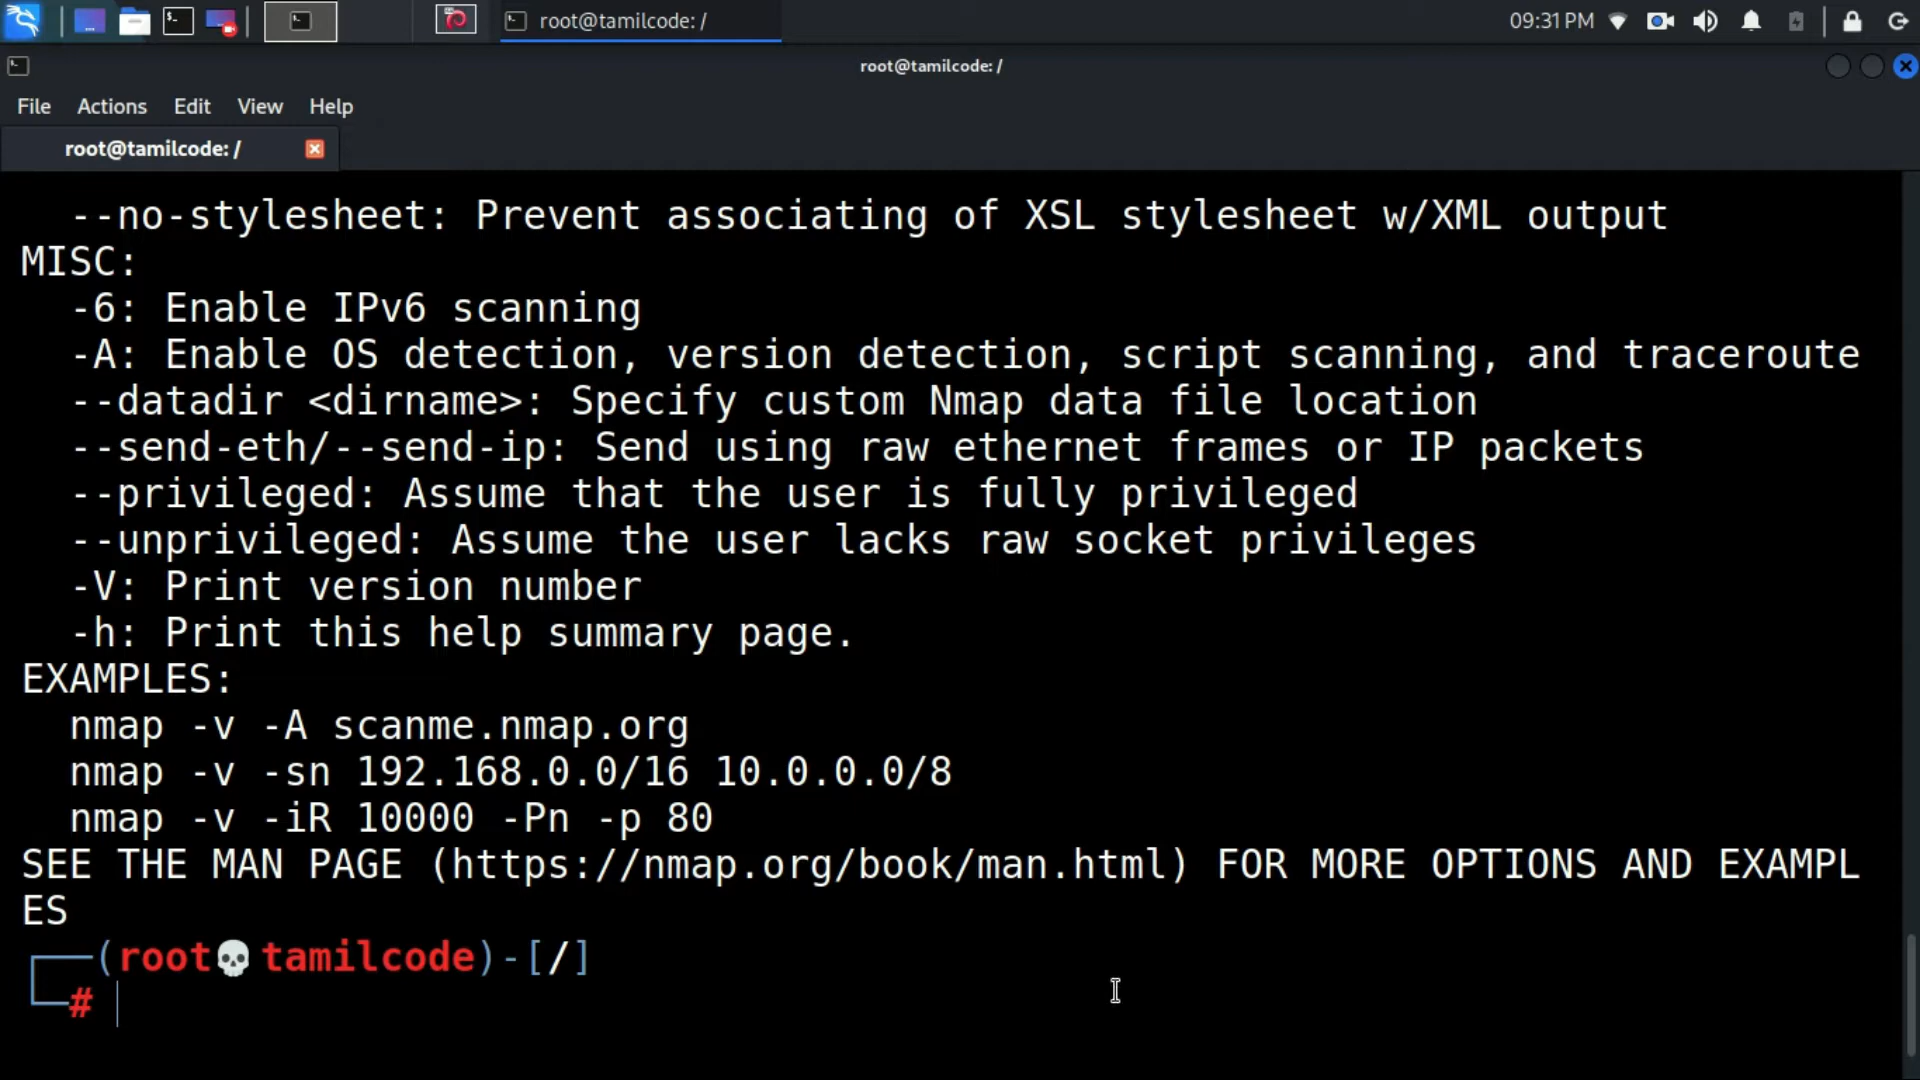 root@tamilcode: /
09:31 PM
root@tamilcode: /
File Actions Edit View Help
root@tamilcode: /
--no-stylesheet: Prevent associating of XSL stylesheet w/XML output
MISC:
-6: Enable IPv6 scanning
-A: Enable OS detection, version detection, script scanning, and traceroute
--datadir <dirname>: Specify custom Nmap data file location
--send-eth/--send-ip: Send using raw ethernet frames or IP packets
--privileged: Assume that the user is fully privileged
--unprivileged: Assume the user lacks raw socket privileges
-V: Print version number
-h: Print this help summary page.
EXAMPLES:
nmap -v -A scanme.nmap.org
nmap -v -sn 192.168.0.0/16 10.0.0.0/8
nmap -v -iR 10000 -Pn -p 80
SEE THE MAN PAGE (https://nmap.org/book/man.html) FOR MORE OPTIONS AND EXAMPL
ES
┌──(root💀tamilcode)-[/]
└─#